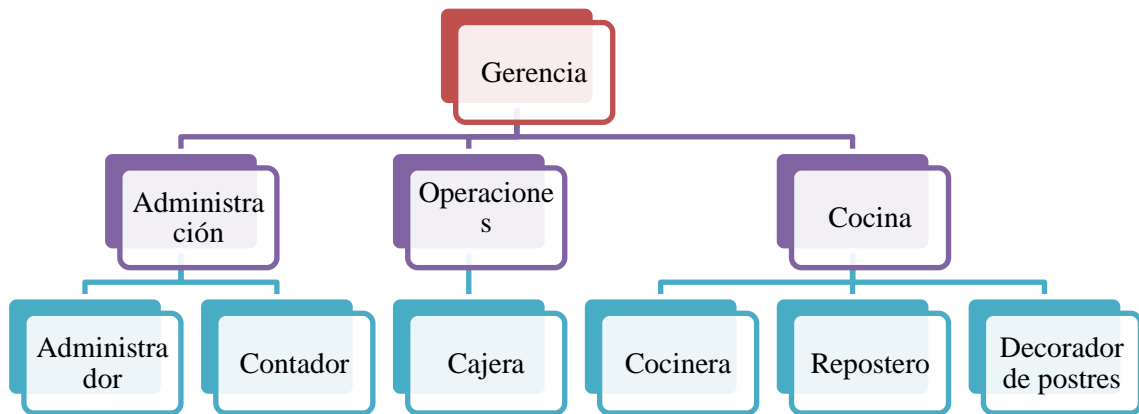 Gerencia
Administra
ción
Operacione
s
Cocina
Administra
dor
Contador
Cajera
Cocinera
Repostero
Decorador
de postres